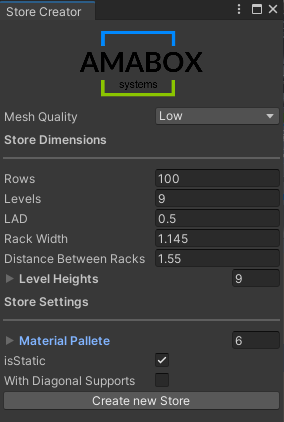 Store Creator
AMABOX
systems
Mesh Quality Low
Store Dimensions
Rows 100
Levels 9
LAD 0.5
Rack Width 1.145
Distance Between Racks 1.55
Level Heights 9
Store Settings
Material Pallete 6
isStatic
With Diagonal Supports
Create new Store